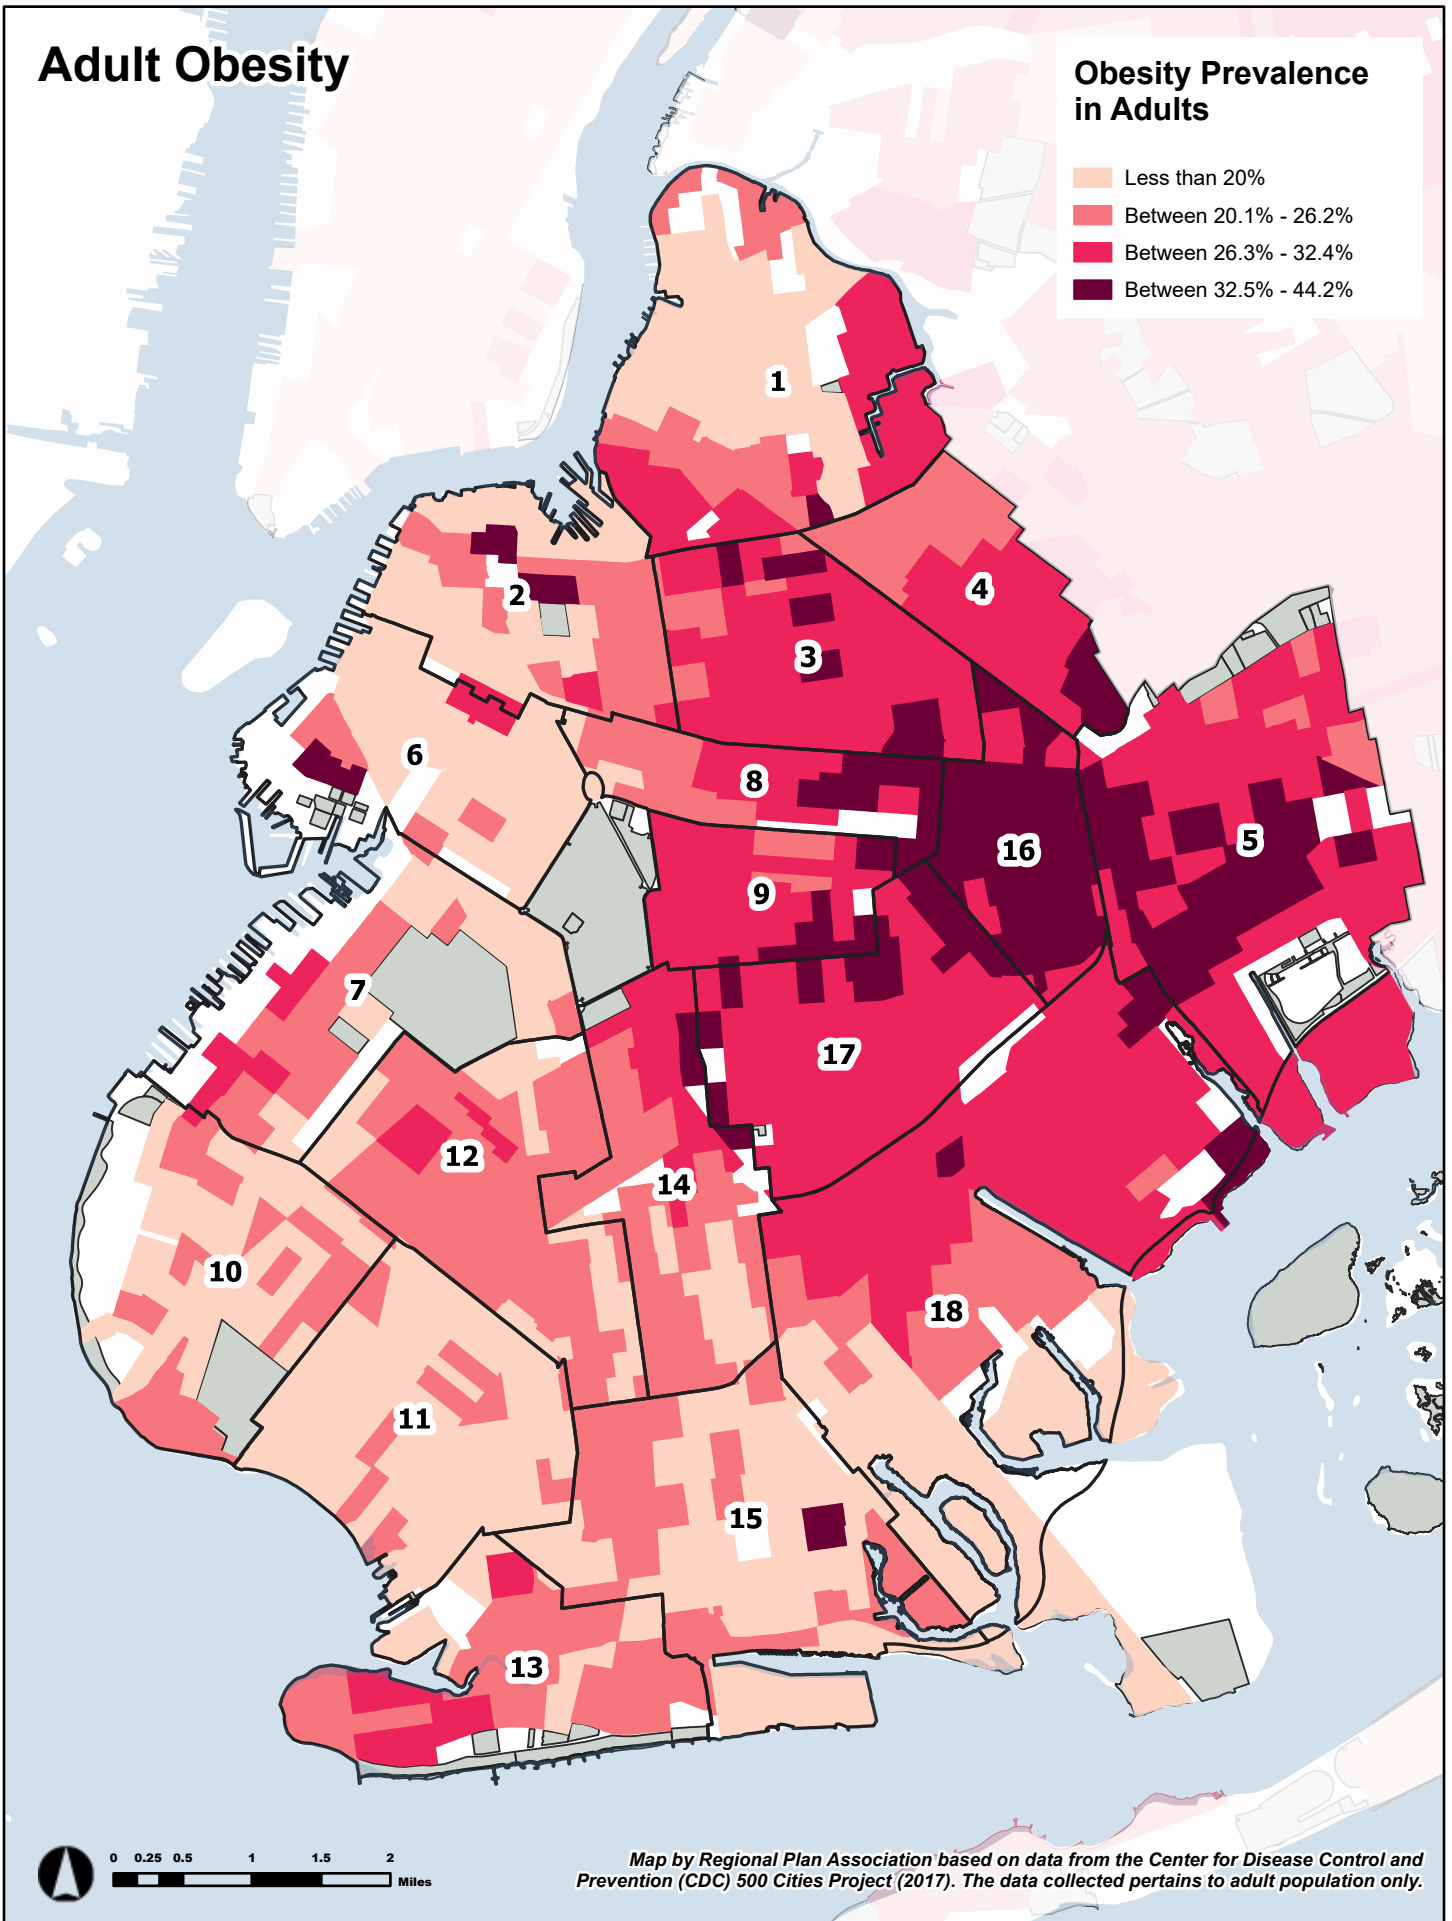 Adult Obesity
Obesity Prevalence
in Adults
Less than 20%
Between 20.1% - 26.2%
Between 26.3% - 32.4%
Between 32.5% - 44.2%
1
2
4
3
6
8
5
16
9
7
17
12
14
10
18
11
15
13
0 0.25 0.5 1 1.5 2
Miles
Map by Regional Plan Association based on data from the Center for Disease Control and
Prevention (CDC) 500 Cities Project (2017). The data collected pertains to adult population only.